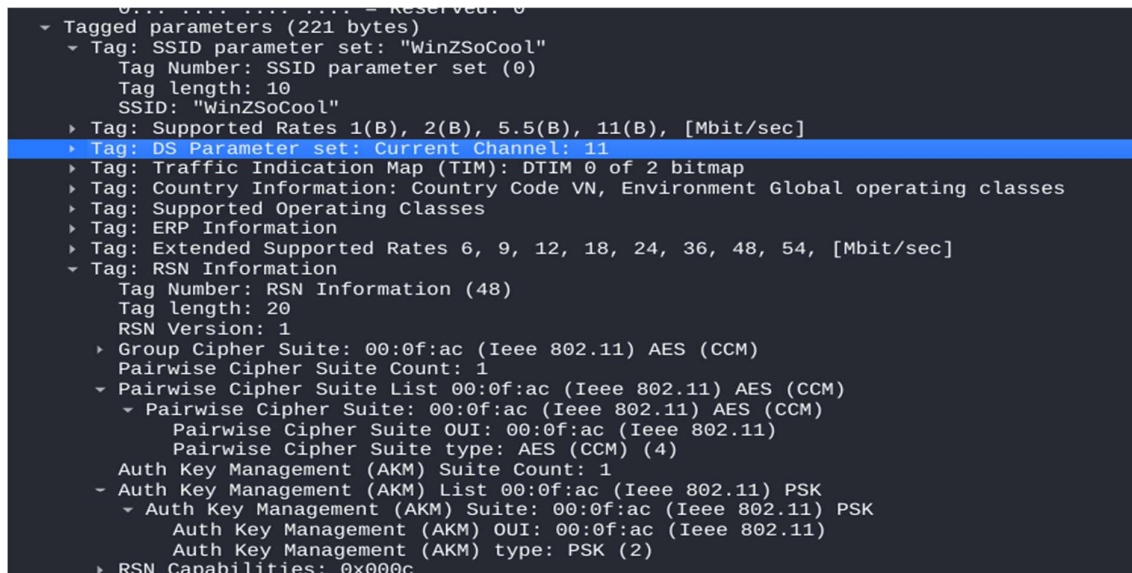 0... .... .... .... = Reserved: 0
Tagged parameters (221 bytes)
Tag: SSID parameter set: "WinZSoCool"
Tag Number: SSID parameter set (0)
Tag length: 10
SSID: "WinZSoCool"
Tag: Supported Rates 1(B), 2(B), 5.5(B), 11(B), [Mbit/sec]
Tag: DS Parameter set: Current Channel: 11
Tag: Traffic Indication Map (TIM): DTIM 0 of 2 bitmap
Tag: Country Information: Country Code VN, Environment Global operating classes
Tag: Supported Operating Classes
Tag: ERP Information
Tag: Extended Supported Rates 6, 9, 12, 18, 24, 36, 48, 54, [Mbit/sec]
Tag: RSN Information
Tag Number: RSN Information (48)
Tag length: 20
RSN Version: 1
Group Cipher Suite: 00:0f:ac (Ieee 802.11) AES (CCM)
Pairwise Cipher Suite Count: 1
Pairwise Cipher Suite List 00:0f:ac (Ieee 802.11) AES (CCM)
Pairwise Cipher Suite: 00:0f:ac (Ieee 802.11) AES (CCM)
Pairwise Cipher Suite OUI: 00:0f:ac (Ieee 802.11)
Pairwise Cipher Suite type: AES (CCM) (4)
Auth Key Management (AKM) Suite Count: 1
Auth Key Management (AKM) List 00:0f:ac (Ieee 802.11) PSK
Auth Key Management (AKM) Suite: 00:0f:ac (Ieee 802.11) PSK
Auth Key Management (AKM) OUI: 00:0f:ac (Ieee 802.11)
Auth Key Management (AKM) type: PSK (2)
RSN Capabilities: 0x000c